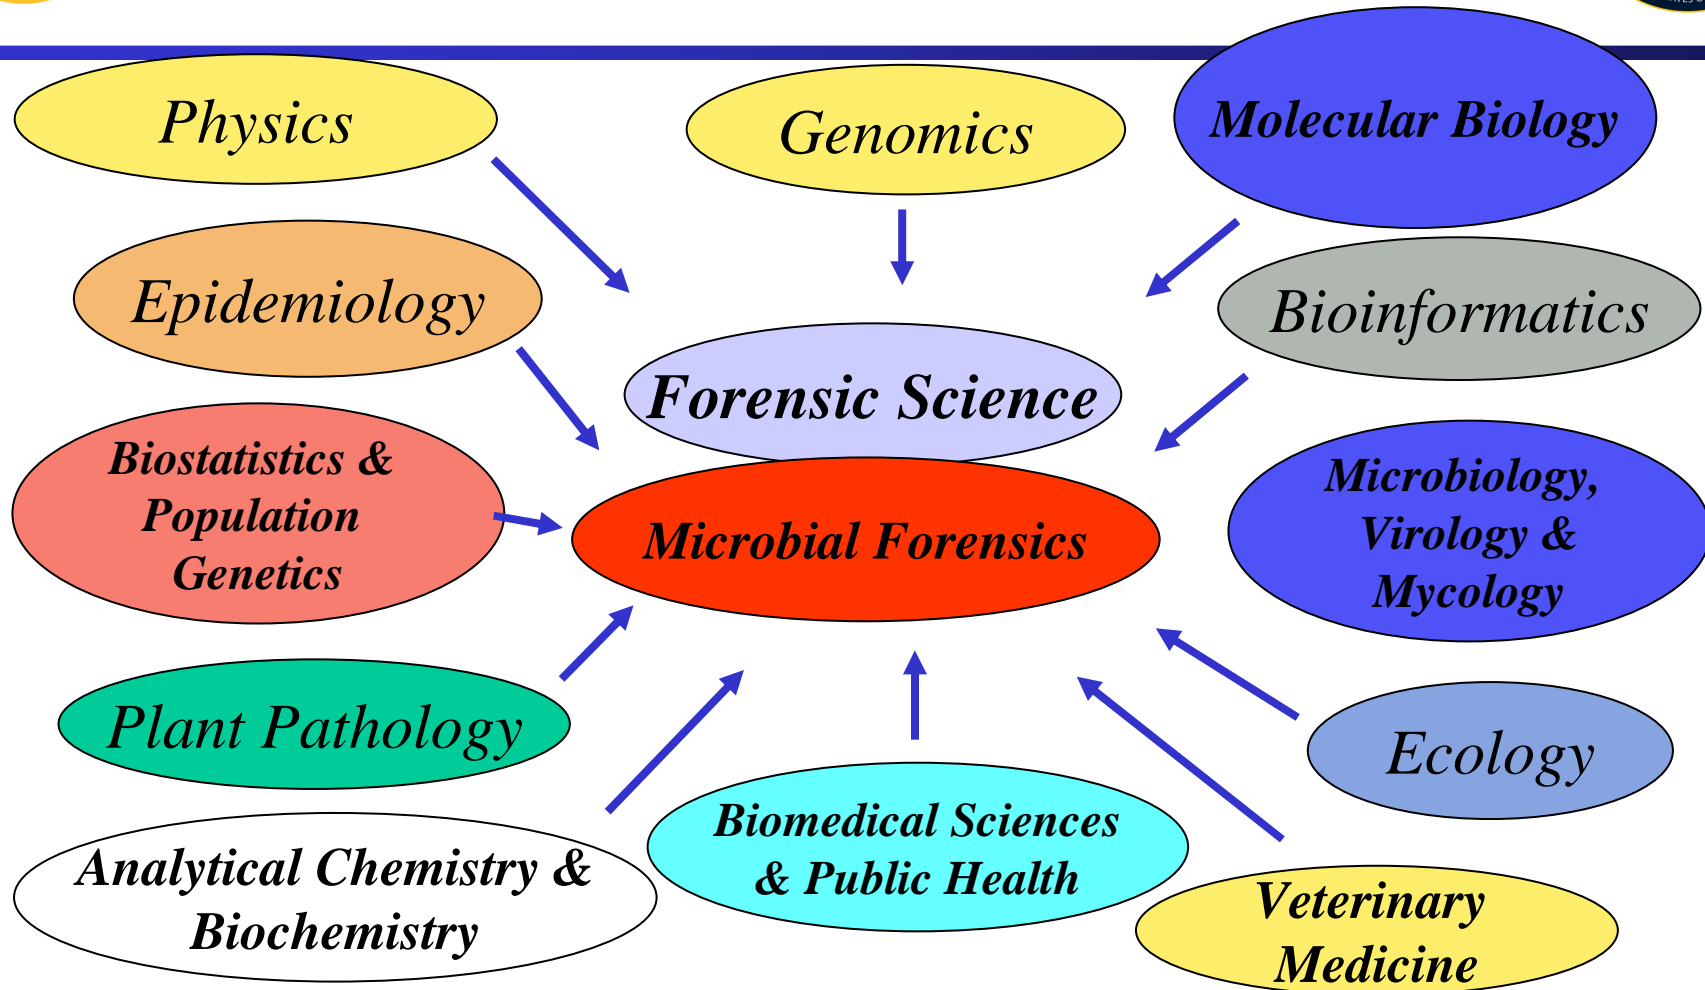 Physics
Genomics
Molecular Biology
Epidemiology
Bioinformatics
Forensic Science
Biostatistics &
Population
Genetics
Microbial Forensics
Microbiology,
Virology &
Mycology
Plant Pathology
Ecology
Analytical Chemistry &
Biochemistry
Biomedical Sciences
& Public Health
Veterinary
Medicine